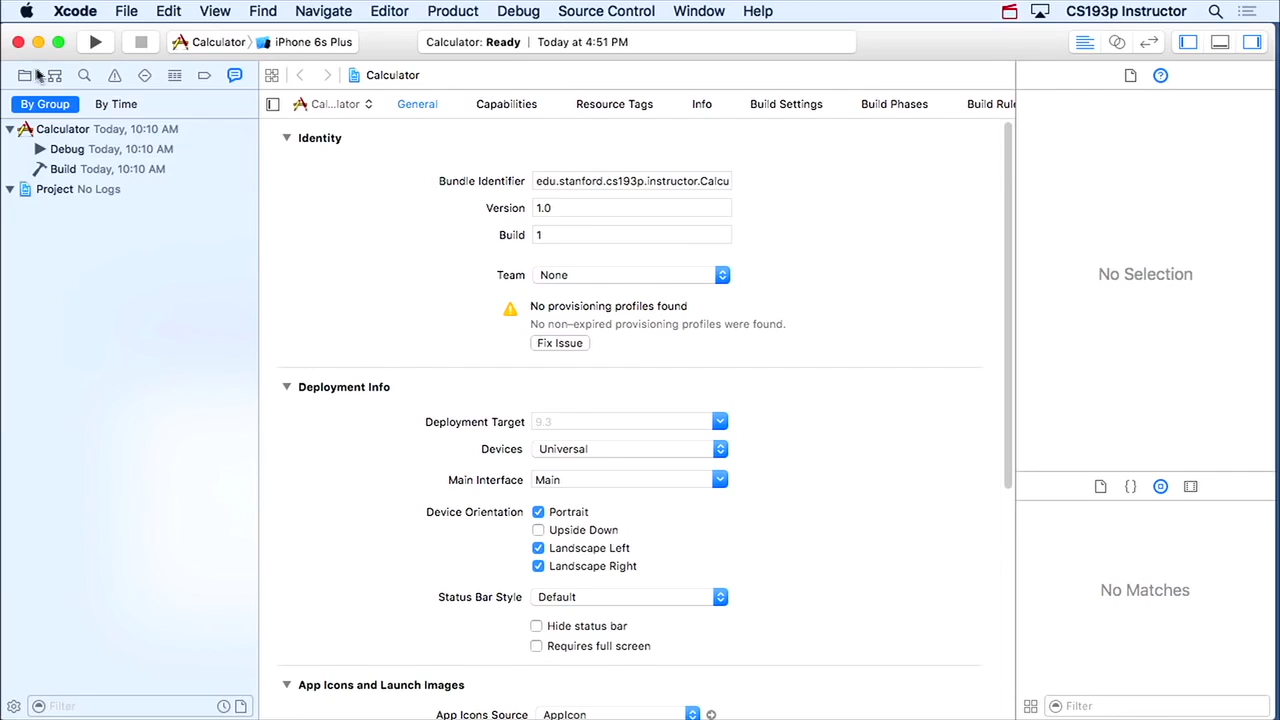 Xcode File Edit View Find Navigate Editor Product Debug Source Control Window Help CS193p Instructor
Calculator iPhone 6s Plus Calculator: Ready Today at 4:51 PM
Calculator
By Group By Time
Cal...lator General Capabilities Resource Tags Info Build Settings Build Phases Build Rule
Calculator Today, 10:10 AM
Debug Today, 10:10 AM
Build Today, 10:10 AM
Project No Logs
Identity
Bundle Identifier edu.stanford.cs193p.instructor.Calcu
Version 1.0
Build 1
Team None
No provisioning profiles found
No non-expired provisioning profiles were found.
Fix Issue
Deployment Info
Deployment Target 9.3
Devices Universal
Main Interface Main
Device Orientation Portrait
Upside Down
Landscape Left
Landscape Right
Status Bar Style Default
Hide status bar
Requires full screen
App Icons and Launch Images
App Icons Source AppIcon
No Selection
No Matches
Filter
Filter